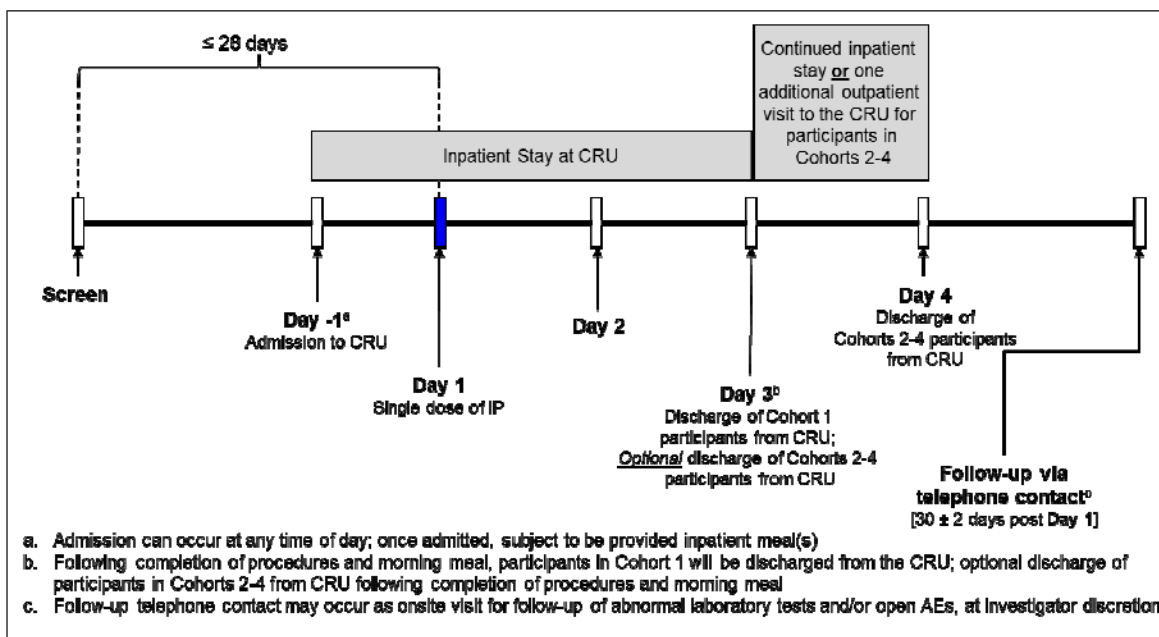 ≤ 28 days
Continued inpatient
stay or one
additional outpatient
visit to the CRU for
participants in
Cohorts 2-4
Inpatient Stay at CRU
Screen
Day -1ᵃ
Admission to CRU
Day 1
Single dose of IP
Day 2
Day 3ᵇ
Discharge of Cohort 1
participants from CRU;
Optional discharge of Cohorts 2-4
participants from CRU
Day 4
Discharge of
Cohorts 2-4 participants
from CRU
Follow-up via
telephone contactᶜ
[30 ± 2 days post Day 1]
a. Admission can occur at any time of day; once admitted, subject to be provided inpatient meal(s)
b. Following completion of procedures and morning meal, participants in Cohort 1 will be discharged from the CRU; optional discharge of
participants in Cohorts 2-4 from CRU following completion of procedures and morning meal
c. Follow-up telephone contact may occur as onsite visit for follow-up of abnormal laboratory tests and/or open AEs, at investigator discretion